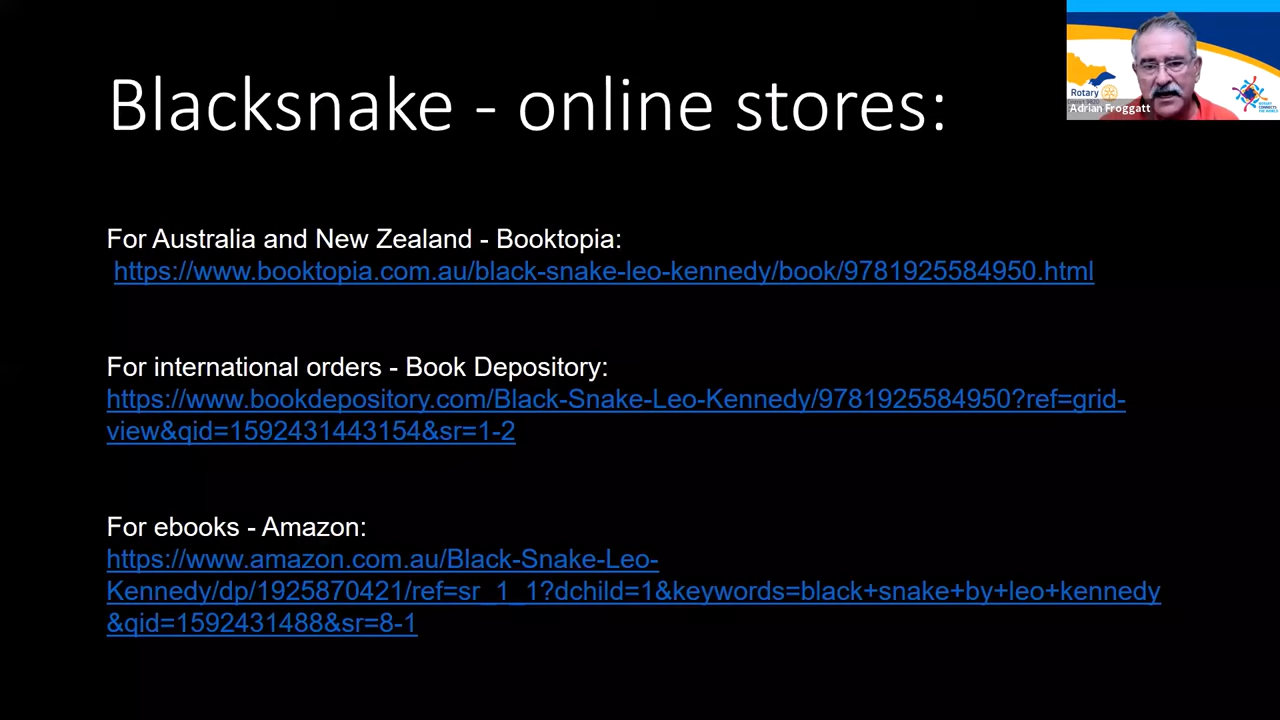 Blacksnake - online stores:
For Australia and New Zealand - Booktopia:
https://www.booktopia.com.au/black-snake-leo-kennedy/book/9781925584950.html
For international orders - Book Depository:
https://www.bookdepository.com/Black-Snake-Leo-Kennedy/9781925584950?ref=grid-
view&qid=1592431443154&sr=1-2
For ebooks - Amazon:
https://www.amazon.com.au/Black-Snake-Leo-
Kennedy/dp/1925870421/ref=sr_1_1?dchild=1&keywords=black+snake+by+leo+kennedy
&qid=1592431488&sr=8-1
Rotary
Adrian Froggatt